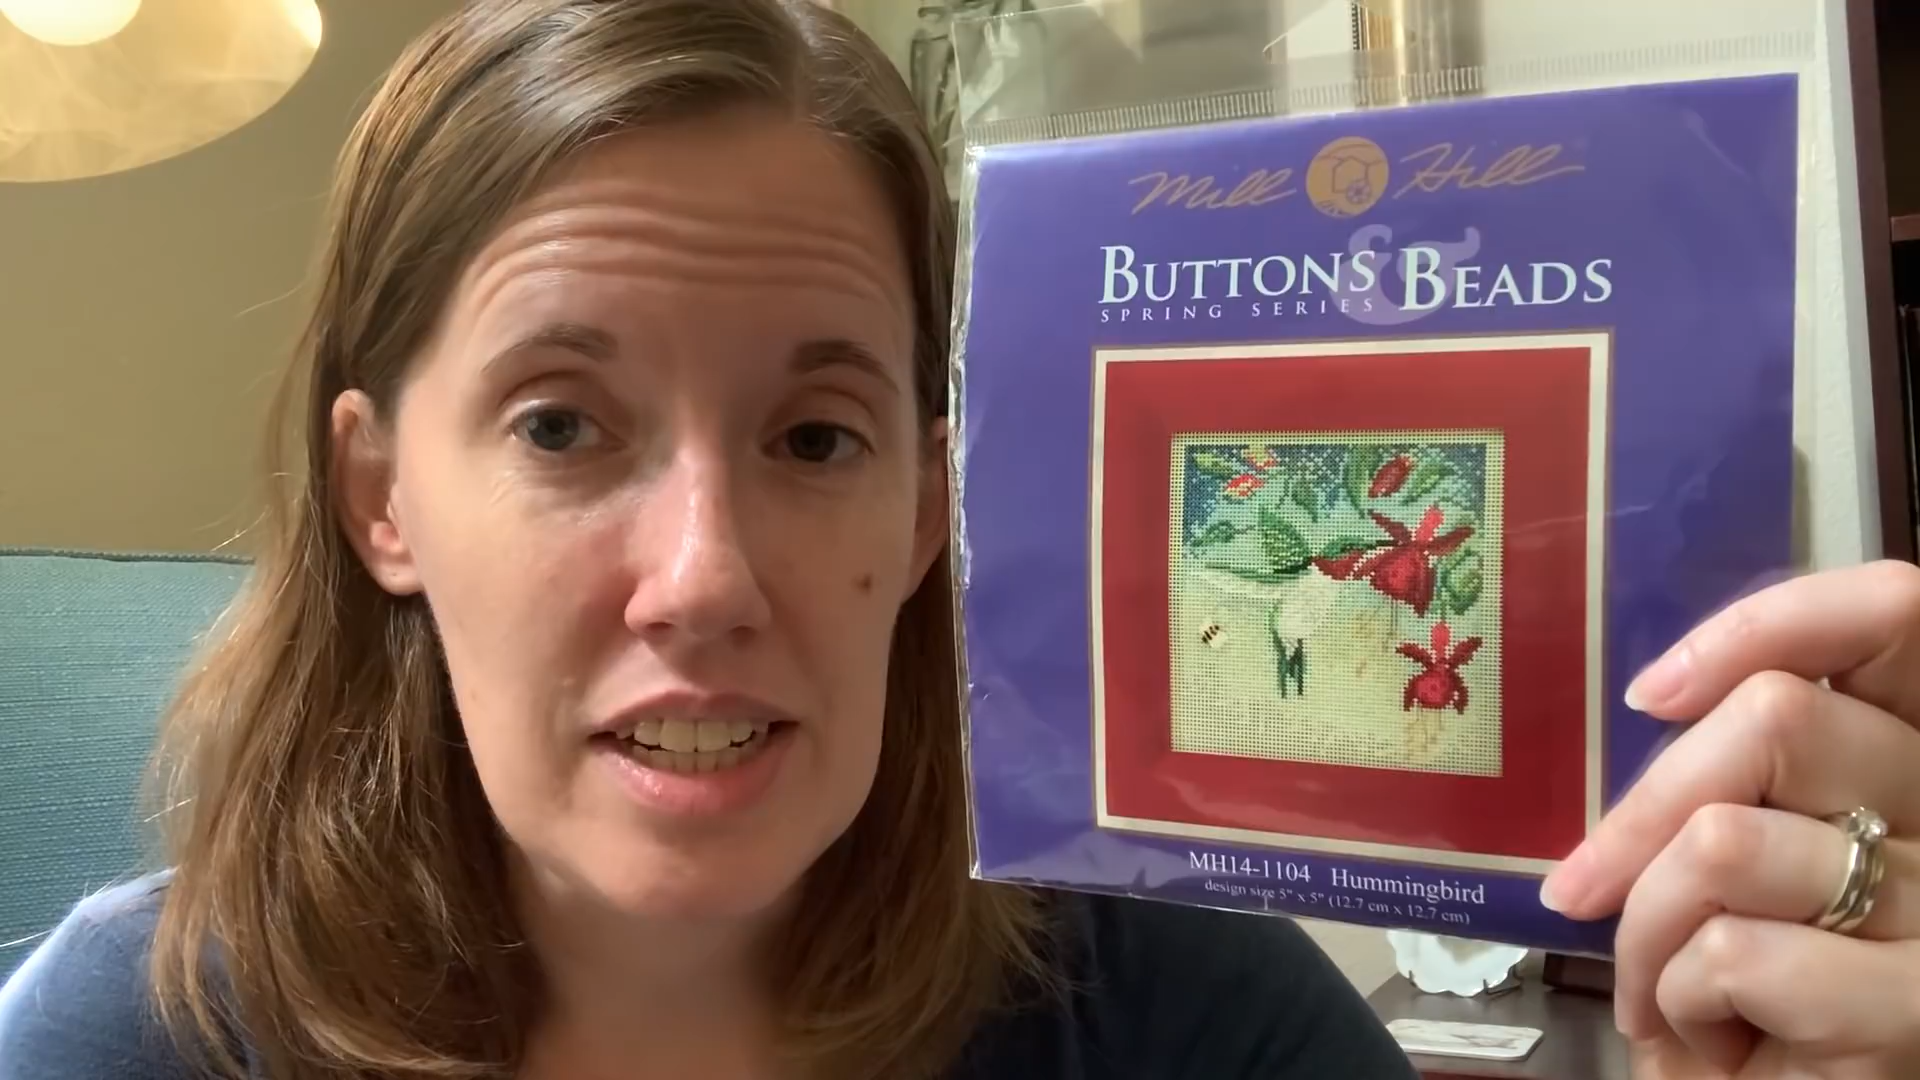 Mill Hill
BUTTONS & BEADS
SPRING SERIES
MH14-1104 Hummingbird
design size 5" x 5" (12.7 cm x 12.7 cm)